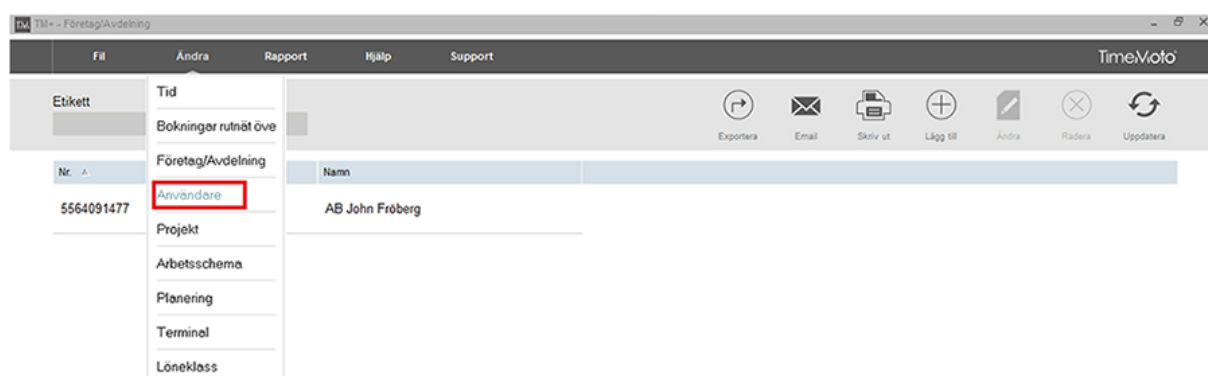 TM+ - Företag/Avdelning
Fil Ändra Rapport Hjälp Support TimeMoto
Tid
Etikett
Bokningar rutnät öve
Exportera Email Skriv ut Lägg till Ändra Radera Uppdatera
Företag/Avdelning
Nr. Namn
Användare
5564091477 AB John Fröberg
Projekt
Arbetsschema
Planering
Terminal
Löneklass